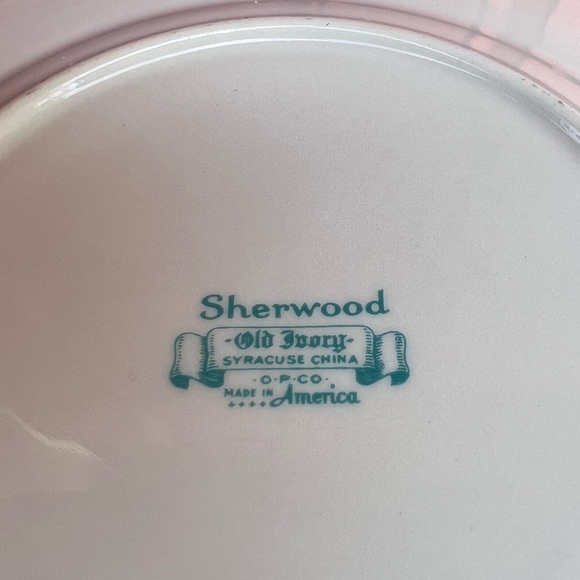 Sherwood
-Old Ivory-
SYRACUSE CHINA
·O·P·CO·
MADE IN America